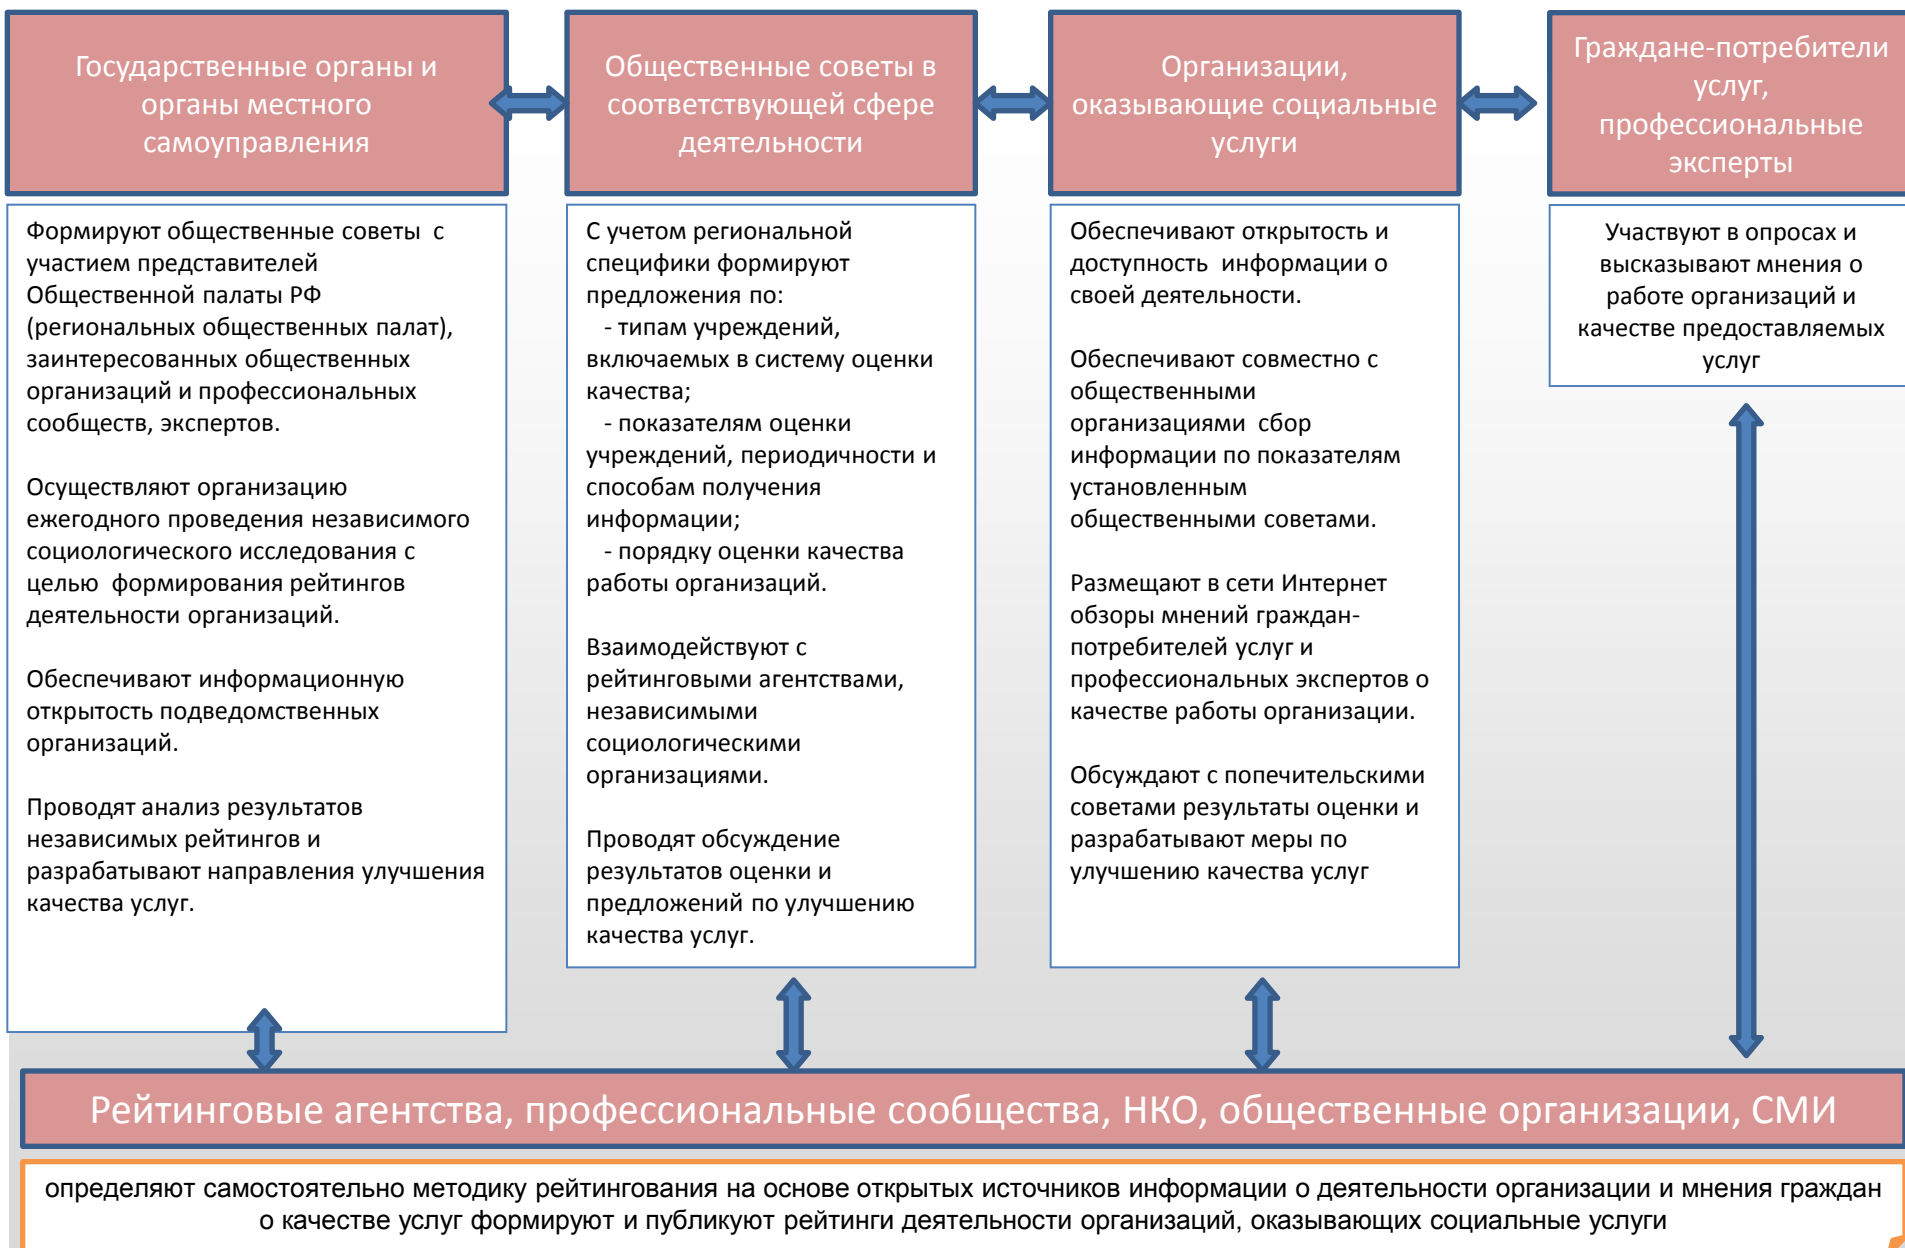 Государственные органы и
органы местного
самоуправления
Общественные советы в
соответствующей сфере
деятельности
Организации,
оказывающие социальные
услуги
Граждане-потребители
услуг,
профессиональные
эксперты
Формируют общественные советы с
участием представителей
Общественной палаты РФ
(региональных общественных палат),
заинтересованных общественных
организаций и профессиональных
сообществ, экспертов.
Осуществляют организацию
ежегодного проведения независимого
социологического исследования с
целью формирования рейтингов
деятельности организаций.
Обеспечивают информационную
открытость подведомственных
организаций.
Проводят анализ результатов
независимых рейтингов и
разрабатывают направления улучшения
качества услуг.
С учетом региональной
специфики формируют
предложения по:
- типам учреждений,
включаемых в систему оценки
качества;
- показателям оценки
учреждений, периодичности и
способам получения
информации;
- порядку оценки качества
работы организаций.
Взаимодействуют с
рейтинговыми агентствами,
независимыми
социологическими
организациями.
Проводят обсуждение
результатов оценки и
предложений по улучшению
качества услуг.
Обеспечивают открытость и
доступность информации о
своей деятельности.
Обеспечивают совместно с
общественными
организациями сбор
информации по показателям
установленным
общественными советами.
Размещают в сети Интернет
обзоры мнений граждан-
потребителей услуг и
профессиональных экспертов о
качестве работы организации.
Обсуждают с попечительскими
советами результаты оценки и
разрабатывают меры по
улучшению качества услуг
Участвуют в опросах и
высказывают мнения о
работе организаций и
качестве предоставляемых
услуг
Рейтинговые агентства, профессиональные сообщества, НКО, общественные организации, СМИ
определяют самостоятельно методику рейтингования на основе открытых источников информации о деятельности организации и мнения граждан
о качестве услуг формируют и публикуют рейтинги деятельности организаций, оказывающих социальные услуги